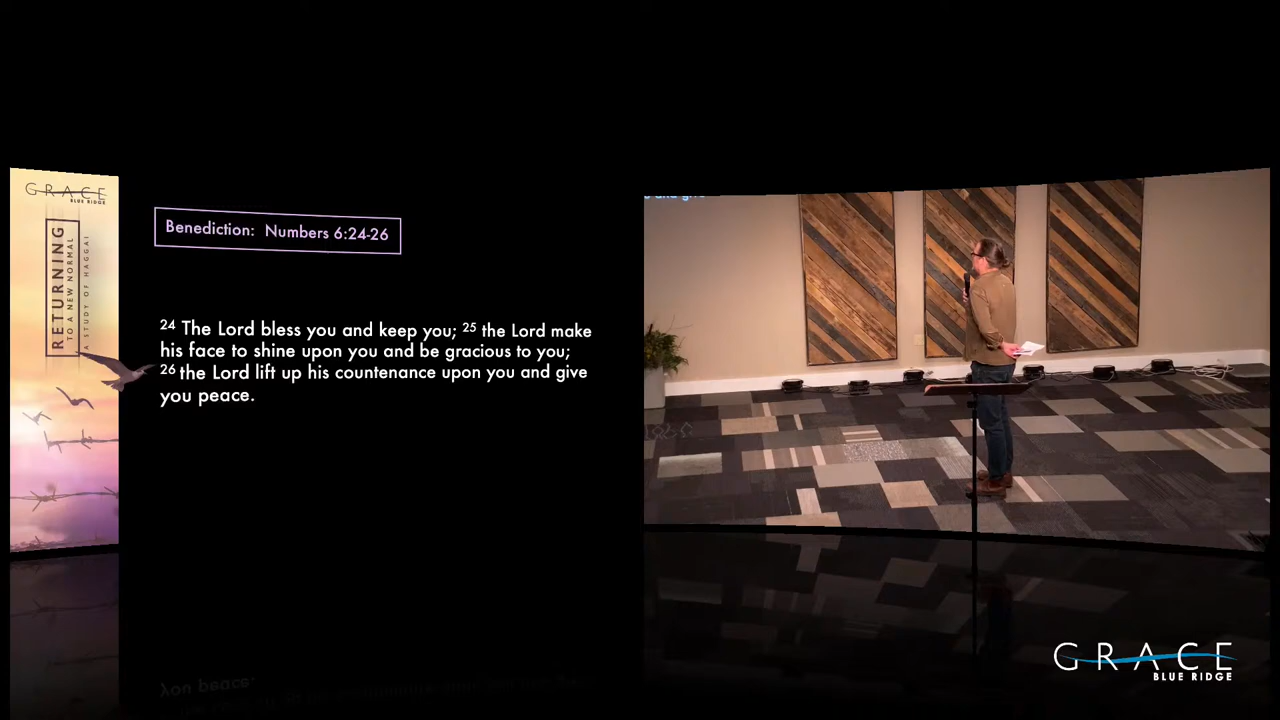 GRACE
BLUE RIDGE
RETURNING
TO A NEW NORMAL
A STUDY OF HAGGAI
Benediction: Numbers 6:24-26
24 The Lord bless you and keep you; 25 the Lord make
his face to shine upon you and be gracious to you;
26 the Lord lift up his countenance upon you and give
you peace.
GRACE
BLUE RIDGE